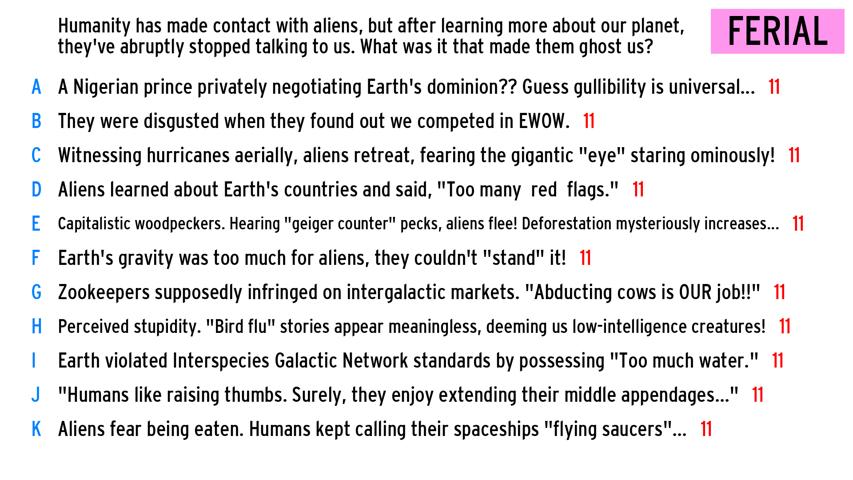 Humanity has made contact with aliens, but after learning more about our planet,
they've abruptly stopped talking to us. What was it that made them ghost us?
FERIAL
A A Nigerian prince privately negotiating Earth's dominion?? Guess gullibility is universal... 11
B They were disgusted when they found out we competed in EWOW. 11
C Witnessing hurricanes aerially, aliens retreat, fearing the gigantic "eye" staring ominously! 11
D Aliens learned about Earth's countries and said, "Too many red flags." 11
E Capitalistic woodpeckers. Hearing "geiger counter" pecks, aliens flee! Deforestation mysteriously increases... 11
F Earth's gravity was too much for aliens, they couldn't "stand" it! 11
G Zookeepers supposedly infringed on intergalactic markets. "Abducting cows is OUR job!!" 11
H Perceived stupidity. "Bird flu" stories appear meaningless, deeming us low-intelligence creatures! 11
I Earth violated Interspecies Galactic Network standards by possessing "Too much water." 11
J "Humans like raising thumbs. Surely, they enjoy extending their middle appendages..." 11
K Aliens fear being eaten. Humans kept calling their spaceships "flying saucers"... 11